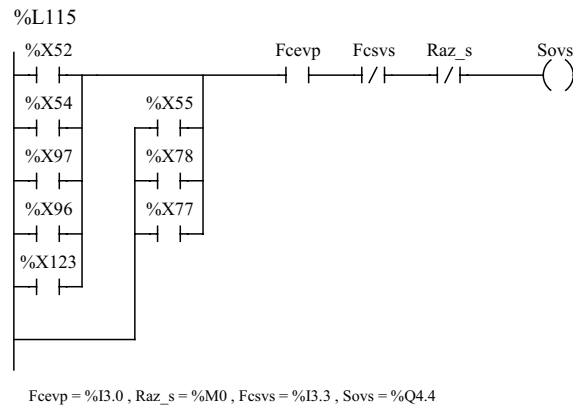 %L115
%X52 Fcevp Fcsvs Raz_s Sovs
%X54 %X55
%X97 %X78
%X96 %X77
%X123
Fcevp = %I3.0 , Raz_s = %M0 , Fcsvs = %I3.3 , Sovs = %Q4.4